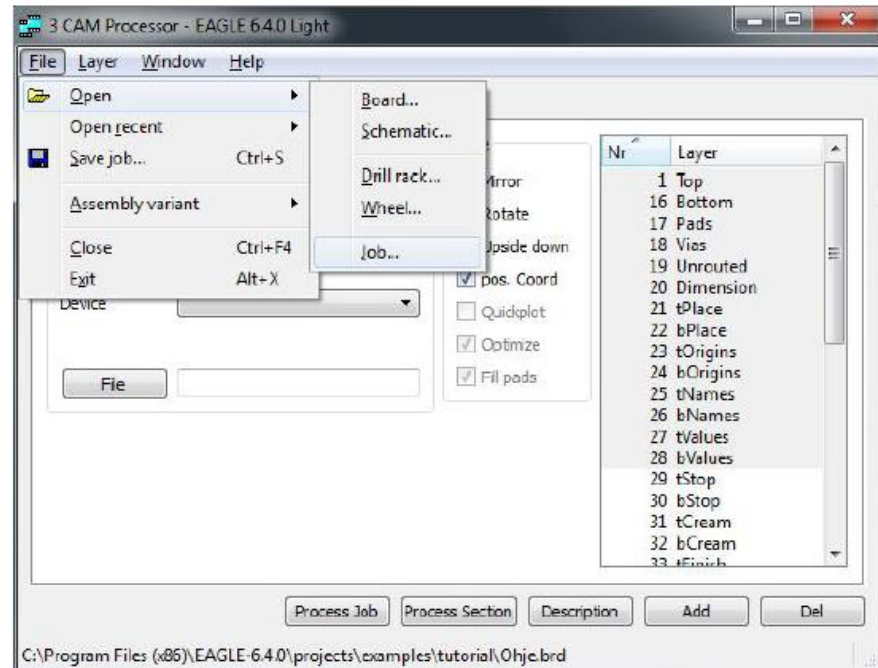 3 CAM Processor - EAGLE 6.4.0 Light
File Layer Window Help
Open
Open recent
Save job... Ctrl+S
Assembly variant
Close Ctrl+F4
Exit Alt+X
Board...
Schematic...
Drill rack...
Wheel...
Job...
Device
File
pos. Coord
Quickplot
Optimize
Fill pads
Nr Layer
1 Top
16 Bottom
17 Pads
18 Vias
19 Unrouted
20 Dimension
21 tPlace
22 bPlace
23 tOrigins
24 bOrigins
25 tNames
26 bNames
27 tValues
28 bValues
29 tStop
30 bStop
31 tCream
32 bCream
33 tFinish
Process Job Process Section Description Add Del
C:\Program Files (x86)\EAGLE-6.4.0\projects\examples\tutorial\Ohje.brd